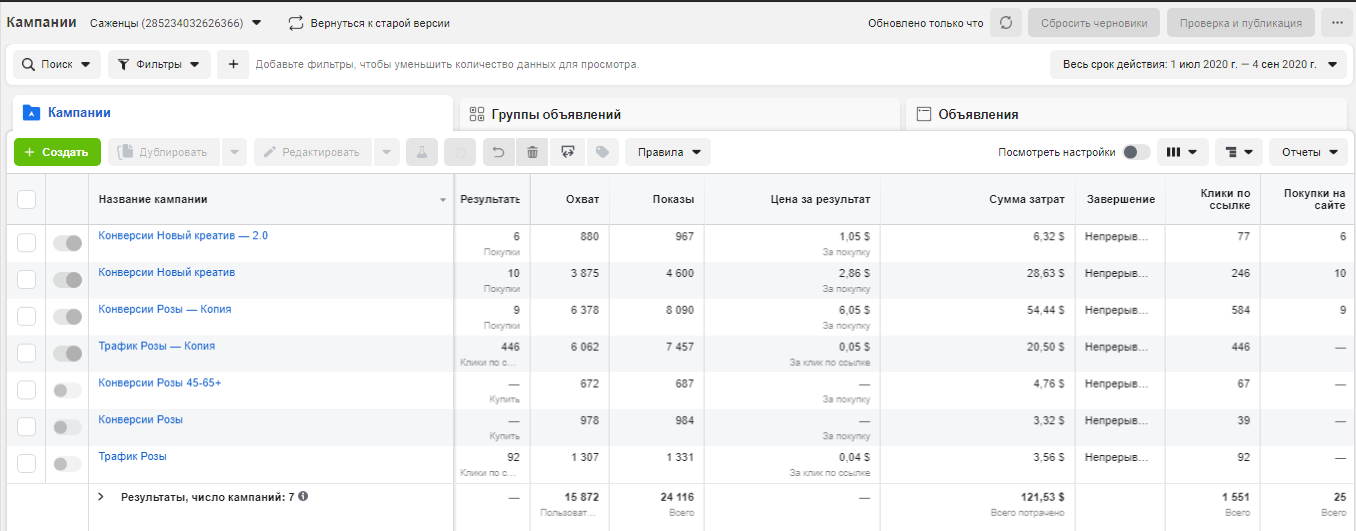 Кампании Саженцы (285234032626366) Вернуться к старой версии Обновлено только что Сбросить черновики Проверка и публикация
Поиск Фильтры + Добавьте фильтры, чтобы уменьшить количество данных для просмотра. Весь срок действия: 1 июл 2020 г. — 4 сен 2020 г.
Кампании Группы объявлений Объявления
+ Создать Дублировать Редактировать Правила Посмотреть настройки Отчеты
Название кампании Результать Охват Показы Цена за результат Сумма затрат Завершение Клики по ссылке Покупки на сайте
Конверсии Новый креатив — 2.0 6 880 967 1,05 $ 6,32 $ Непрерыв... 77 6
Покупки За покупку
Конверсии Новый креатив 10 3 875 4 600 2,86 $ 28,63 $ Непрерыв... 246 10
Покупки За покупку
Конверсии Розы — Копия 9 6 378 8 090 6,05 $ 54,44 $ Непрерыв... 584 9
Покупки За покупку
Трафик Розы — Копия 446 6 062 7 457 0,05 $ 20,50 $ Непрерыв... 446 —
Клики по с... За клик по ссылке
Конверсии Розы 45-65+ — 672 687 — 4,76 $ Непрерыв... 67 —
Купить За покупку
Конверсии Розы — 978 984 — 3,32 $ Непрерыв... 39 —
Купить За покупку
Трафик Розы 92 1 307 1 331 0,04 $ 3,56 $ Непрерыв... 92 —
Клики по с... За клик по ссылке
Результаты, число кампаний: 7 — 15 872 24 116 — 121,53 $ 1 551 25
Пользоват... Всего Всего потрачено Всего Всего